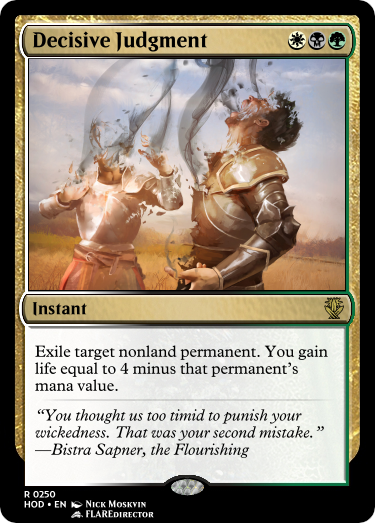 Decisive Judgment
Instant
Exile target nonland permanent. You gain
life equal to 4 minus that permanent's
mana value.
“You thought us too timid to punish your
wickedness. That was your second mistake.”
—Bistra Sapner, the Flourishing
R 0250
HOD • EN Nick Moskvin
FLAREdirector